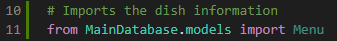 10 # Imports the dish information
11 from MainDatabase.models import Menu